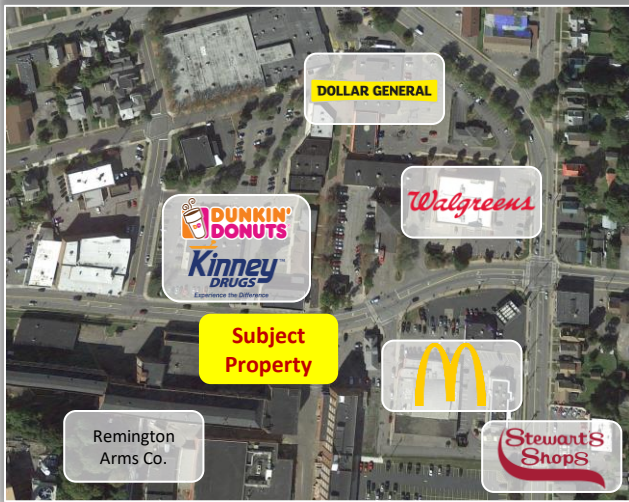 DOLLAR GENERAL
Walgreens
DUNKIN'
DONUTS
Kinney
DRUGS
Experience the Difference
Subject
Property
Remington
Arms Co.
Stewart's
Shops